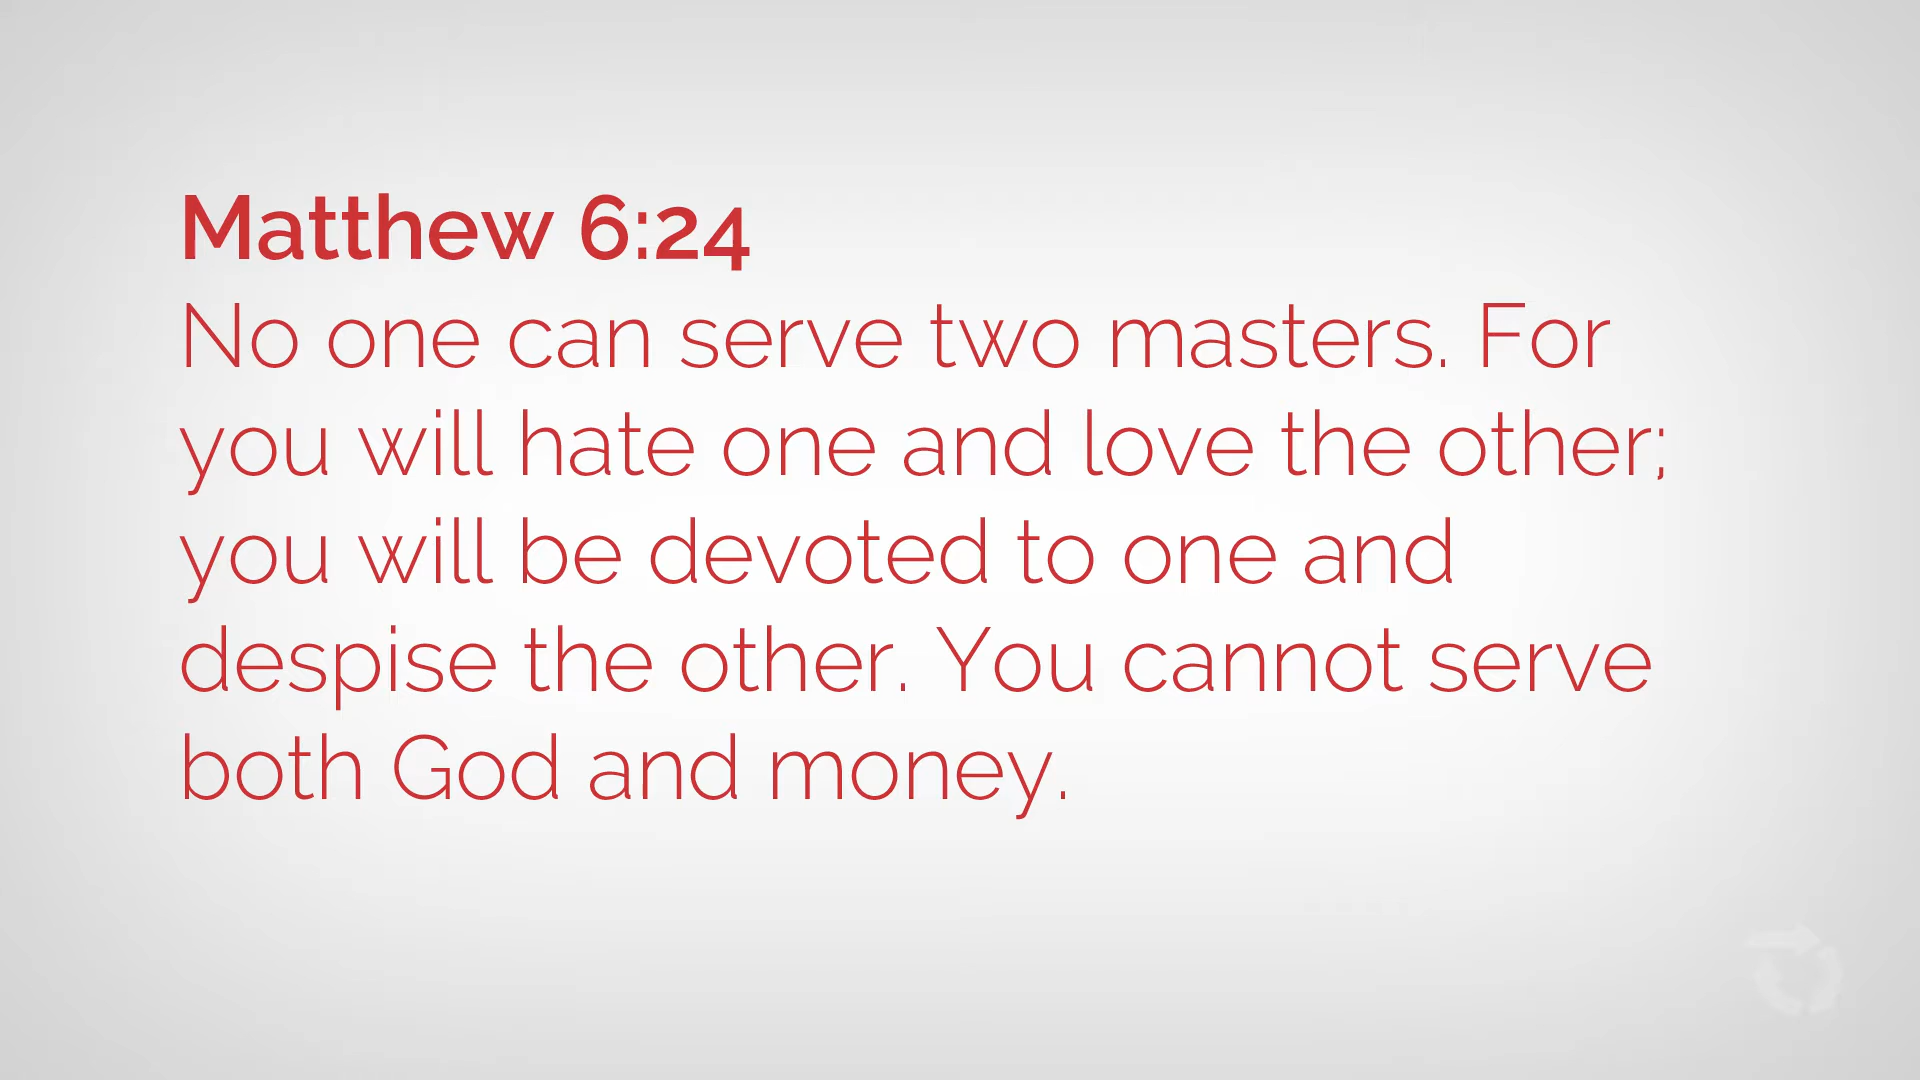 Matthew 6:24
No one can serve two masters. For
you will hate one and love the other;
you will be devoted to one and
despise the other. You cannot serve
both God and money.